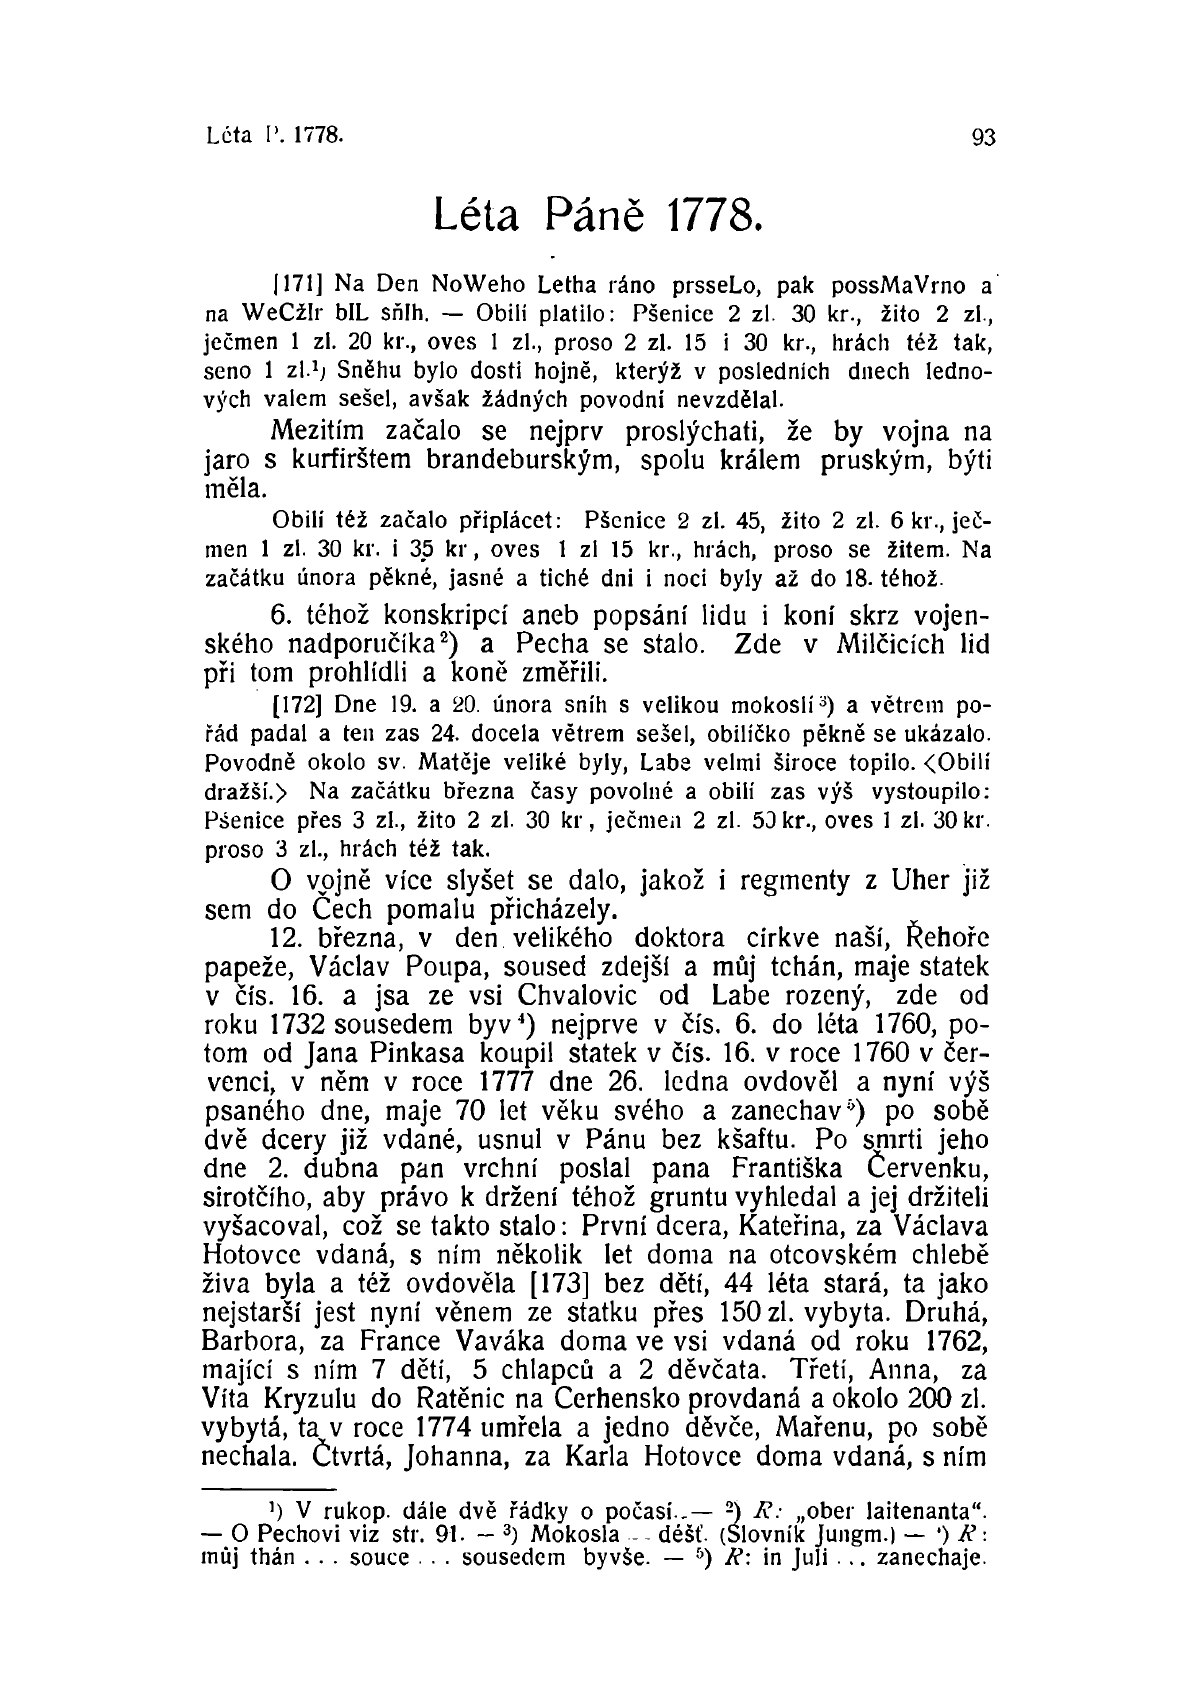 Léta P. 1778. 93
Léta Páně 1778.
[171] Na Den NoWeho Letha ráno prsseLo, pak possMaVrno a
na WeCžIr bIL sňIh. — Obilí platilo: Pšenice 2 zl. 30 kr., žito 2 zl.,
ječmen 1 zl. 20 kr., oves 1 zl., proso 2 zl. 15 i 30 kr., hrách též tak,
seno 1 zl.¹) Sněhu bylo dosti hojně, kterýž v posledních dnech ledno-
vých valem sešel, avšak žádných povodní nevzdělal.
Mezitím začalo se nejprv proslýchati, že by vojna na
jaro s kurfirštem brandeburským, spolu králem pruským, býti
měla.
Obilí též začalo připlácet: Pšenice 2 zl. 45, žito 2 zl. 6 kr., ječ-
men 1 zl. 30 kr. i 35 kr, oves 1 zl 15 kr., hrách, proso se žitem. Na
začátku února pěkné, jasné a tiché dni i noci byly až do 18. téhož.
6. téhož konskripcí aneb popsání lidu i koní skrz vojen-
ského nadporučíka²) a Pecha se stalo. Zde v Milčicích lid
při tom prohlídli a koně změřili.
[172] Dne 19. a 20. února sníh s velikou mokoslí³) a větrem po-
řád padal a ten zas 24. docela větrem sešel, obilíčko pěkně se ukázalo.
Povodně okolo sv. Matěje veliké byly, Labe velmi široce topilo. <Obilí
dražší.> Na začátku března časy povolné a obilí zas výš vystoupilo:
Pšenice přes 3 zl., žito 2 zl. 30 kr, ječmen 2 zl. 50 kr., oves 1 zl. 30 kr.
proso 3 zl., hrách též tak.
O vojně více slyšet se dalo, jakož i regmenty z Uher již
sem do Čech pomalu přicházely.
12. března, v den velikého doktora církve naší, Řehoře
papeže, Václav Poupa, soused zdejší a můj tchán, maje statek
v čís. 16. a jsa ze vsi Chvalovic od Labe rozený, zde od
roku 1732 sousedem byv⁴) nejprve v čís. 6. do léta 1760, po-
tom od Jana Pinkasa koupil statek v čís. 16. v roce 1760 v čer-
venci, v něm v roce 1777 dne 26. ledna ovdověl a nyní výš
psaného dne, maje 70 let věku svého a zanechav⁵) po sobě
dvě dcery již vdané, usnul v Pánu bez kšaftu. Po smrti jeho
dne 2. dubna pan vrchní poslal pana Františka Červenku,
sirotčího, aby právo k držení téhož gruntu vyhledal a jej držiteli
vyšacoval, což se takto stalo: První dcera, Kateřina, za Václava
Hotovce vdaná, s ním několik let doma na otcovském chlebě
živa byla a též ovdověla [173] bez dětí, 44 léta stará, ta jako
nejstarší jest nyní věnem ze statku přes 150 zl. vybyta. Druhá,
Barbora, za France Vaváka doma ve vsi vdaná od roku 1762,
mající s ním 7 dětí, 5 chlapců a 2 děvčata. Třetí, Anna, za
Víta Kryzulu do Ratěnic na Cerhensko provdaná a okolo 200 zl.
vybytá, ta v roce 1774 umřela a jedno děvče, Mařenu, po sobě
nechala. Čtvrtá, Johanna, za Karla Hotovce doma vdaná, s ním
¹) V rukop. dále dvě řádky o počasí. — ²) R: „ober laitenanta“.
— O Pechovi viz str. 91. — ³) Mokosla — déšť. (Slovník Jungm.) — ⁴) R:
můj thán . . . souce . . . sousedem byvše. — ⁵) R: in Juli . . . zanechaje.